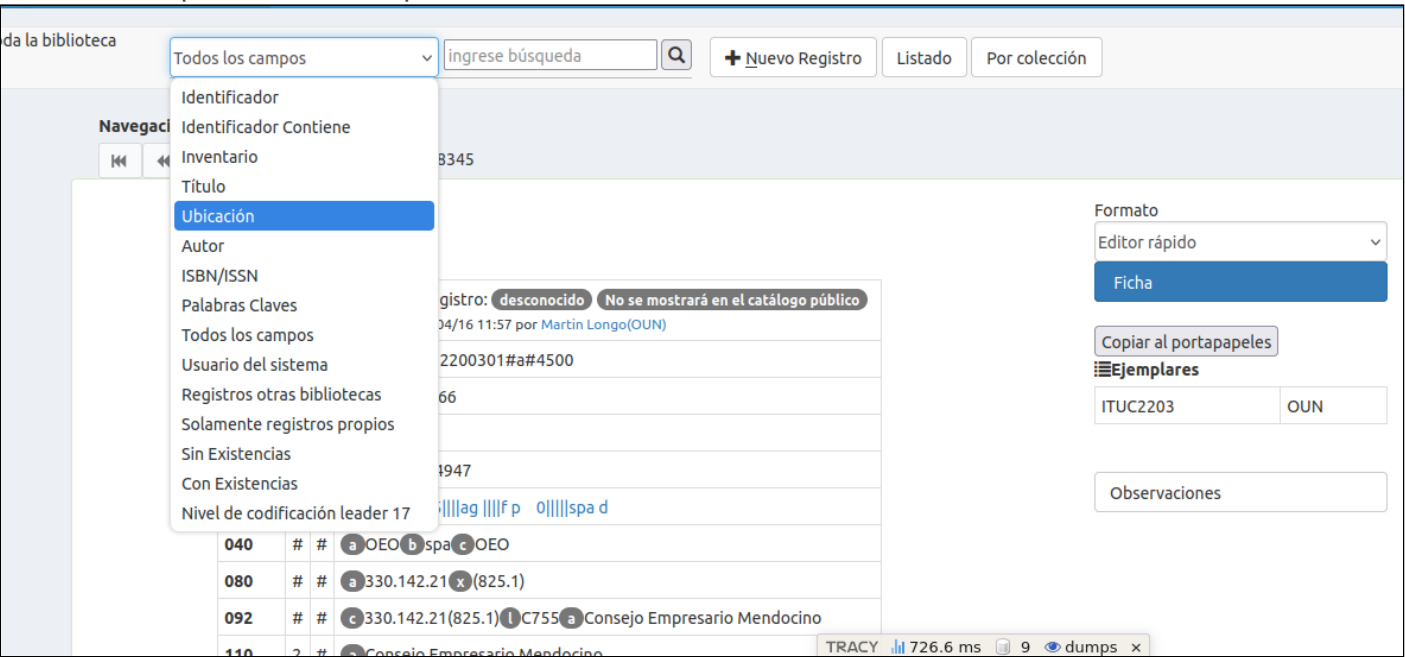 la biblioteca
Todos los campos
ingrese búsqueda
Nuevo Registro
Listado
Por colección
Identificador
Identificador Contiene
Inventario
Título
Ubicación
Autor
ISBN/ISSN
Palabras Claves
Todos los campos
Usuario del sistema
Registros otras bibliotecas
Solamente registros propios
Sin Existencias
Con Existencias
Nivel de codificación leader 17
Navegaci
8345
Formato
Editor rápido
Ficha
Copiar al portapapeles
Ejemplares
ITUC2203 OUN
Observaciones
gistro: desconocido No se mostrará en el catálogo público
04/16 11:57 por Martin Longo(OUN)
2200301#a#4500
66
4947
||||ag ||||f p 0|||||spa d
040 # # a OEO b spa c OEO
080 # # a 330.142.21 x (825.1)
092 # # c 330.142.21(825.1) l C755 a Consejo Empresario Mendocino
110 2 # a Consejo Empresario Mendocino
TRACY 726.6 ms 9 dumps ×